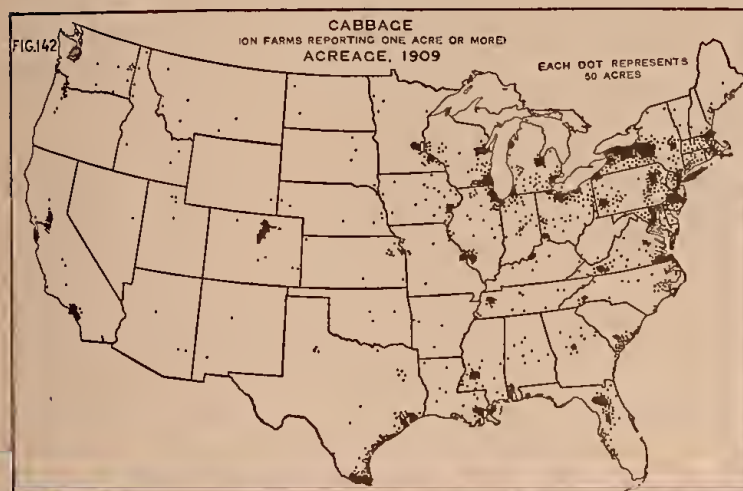 FIG.142
CABBAGE
(ON FARMS REPORTING ONE ACRE OR MORE)
ACREAGE, 1909
EACH DOT REPRESENTS
50 ACRES